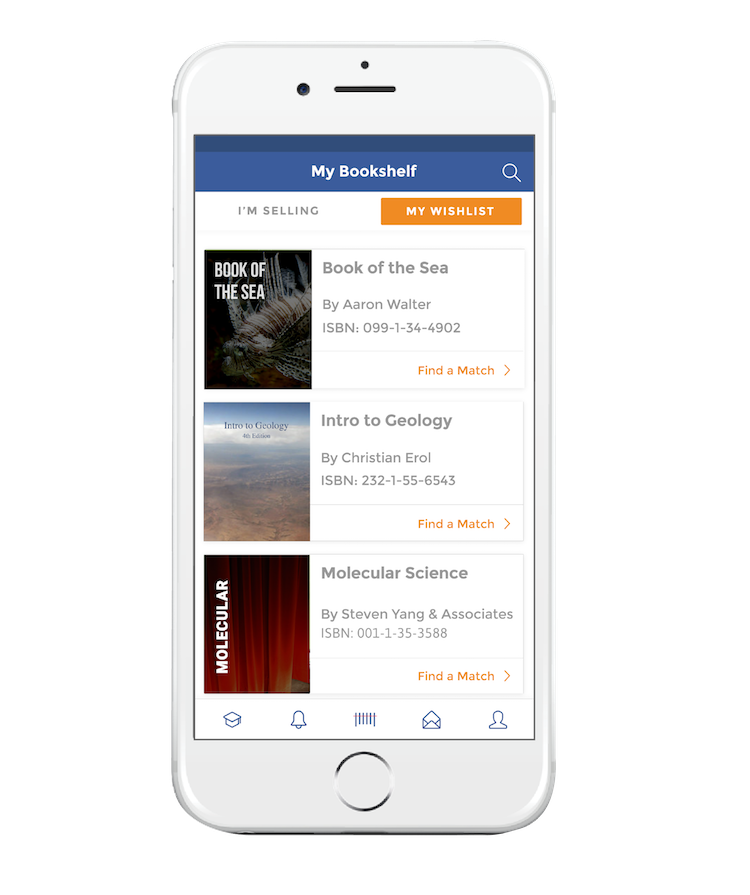 My Bookshelf
I'M SELLING
MY WISHLIST
BOOK OF
THE SEA
Book of the Sea
By Aaron Walter
ISBN: 099-1-34-4902
Find a Match
Intro to Geology
4th Edition
Intro to Geology
By Christian Erol
ISBN: 232-1-55-6543
Find a Match
MOLECULAR
Molecular Science
By Steven Yang & Associates
ISBN: 001-1-35-3588
Find a Match